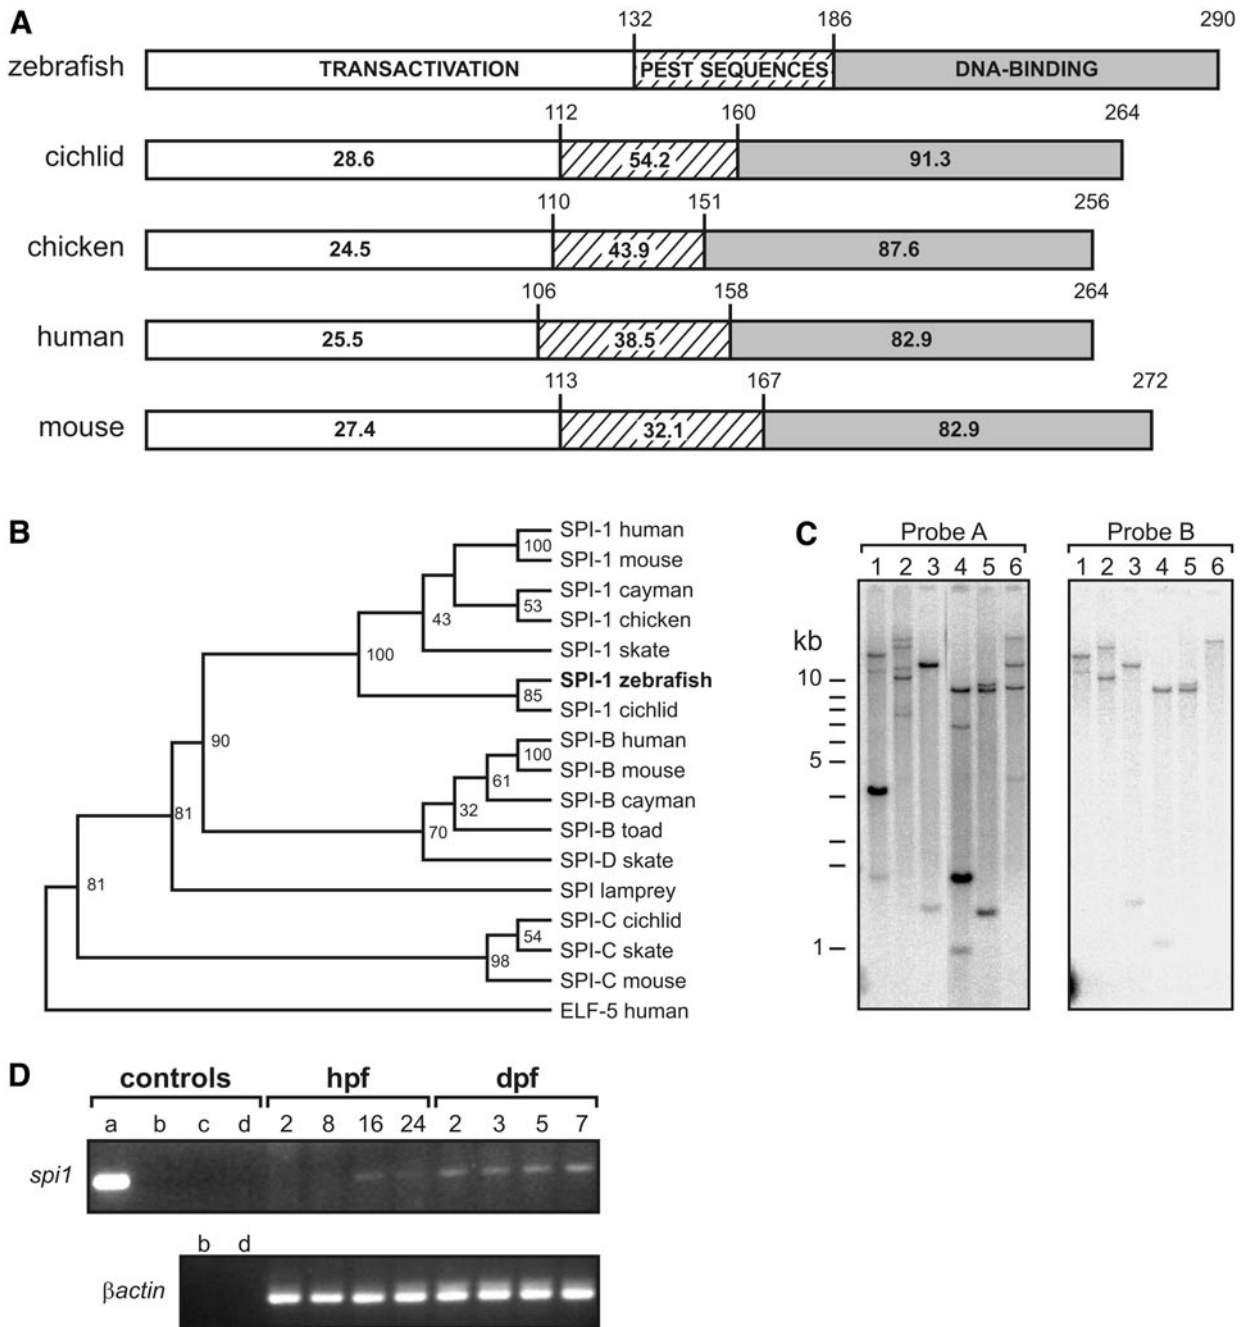 A
132 186 290
zebrafish TRANSACTIVATION PEST SEQUENCES DNA-BINDING
112 160 264
cichlid 28.6 54.2 91.3
110 151 256
chicken 24.5 43.9 87.6
106 158 264
human 25.5 38.5 82.9
113 167 272
mouse 27.4 32.1 82.9
B
SPI-1 human
100
SPI-1 mouse
SPI-1 cayman
53
SPI-1 chicken
43
SPI-1 skate
100
SPI-1 zebrafish
85
SPI-1 cichlid
90
SPI-B human
100
SPI-B mouse
61
SPI-B cayman
81 32
SPI-B toad
70
SPI-D skate
81
SPI lamprey
SPI-C cichlid
54
SPI-C skate
98
SPI-C mouse
ELF-5 human
C
Probe A Probe B
1 2 3 4 5 6 1 2 3 4 5 6
kb
10
5
1
D
controls hpf dpf
a b c d 2 8 16 24 2 3 5 7
spi1
b d
βactin